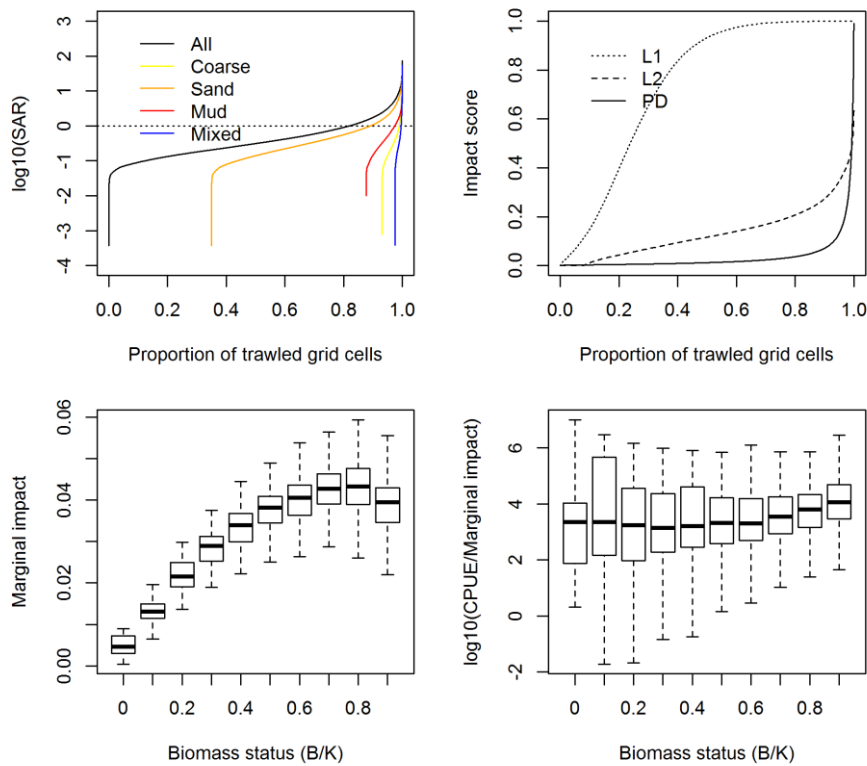 log10(SAR)
3
2
1
0
-1
-2
-3
-4
All
Coarse
Sand
Mud
Mixed
0.0 0.2 0.4 0.6 0.8 1.0
Proportion of trawled grid cells
Impact score
1.0
0.8
0.6
0.4
0.2
0.0
L1
L2
PD
0.0 0.2 0.4 0.6 0.8 1.0
Proportion of trawled grid cells
Marginal impact
0.06
0.04
0.02
0.00
0 0.2 0.4 0.6 0.8
Biomass status (B/K)
log10(CPUE/Marginal impact)
6
4
2
0
-2
0 0.2 0.4 0.6 0.8
Biomass status (B/K)